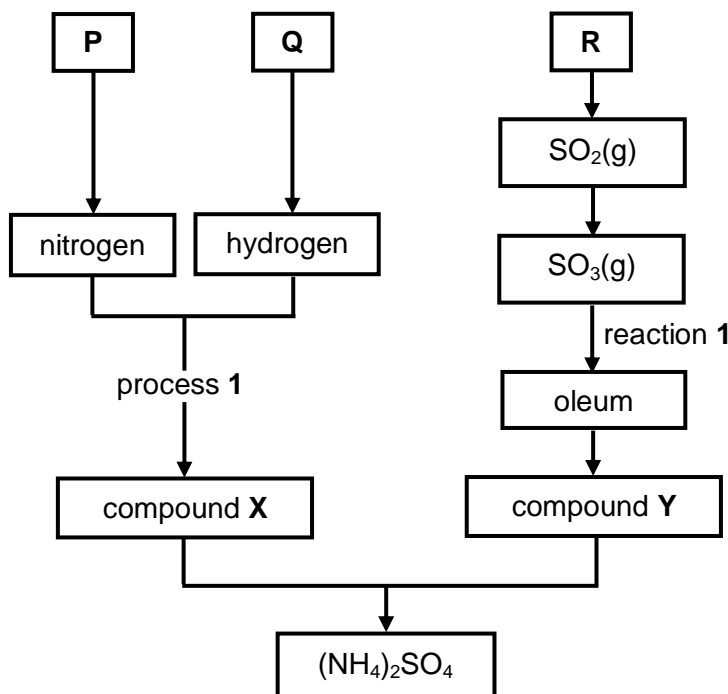 P
Q
R
SO₂(g)
nitrogen
hydrogen
SO₃(g)
reaction 1
process 1
oleum
compound X
compound Y
(NH₄)₂SO₄